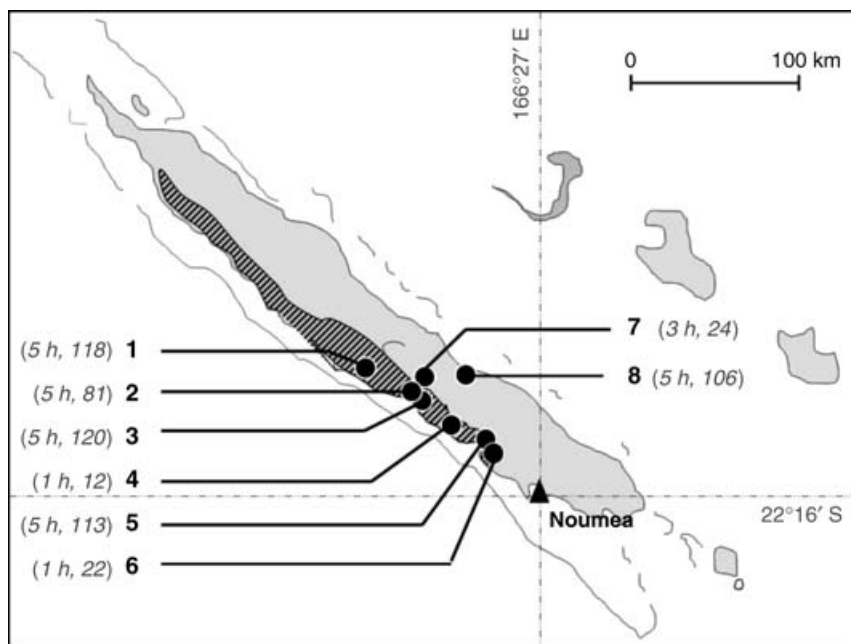 166°27′ E
0 100 km
(5 h, 118) 1
(5 h, 81) 2
(5 h, 120) 3
(1 h, 12) 4
(5 h, 113) 5
(1 h, 22) 6
7 (3 h, 24)
8 (5 h, 106)
Noumea
22°16′ S